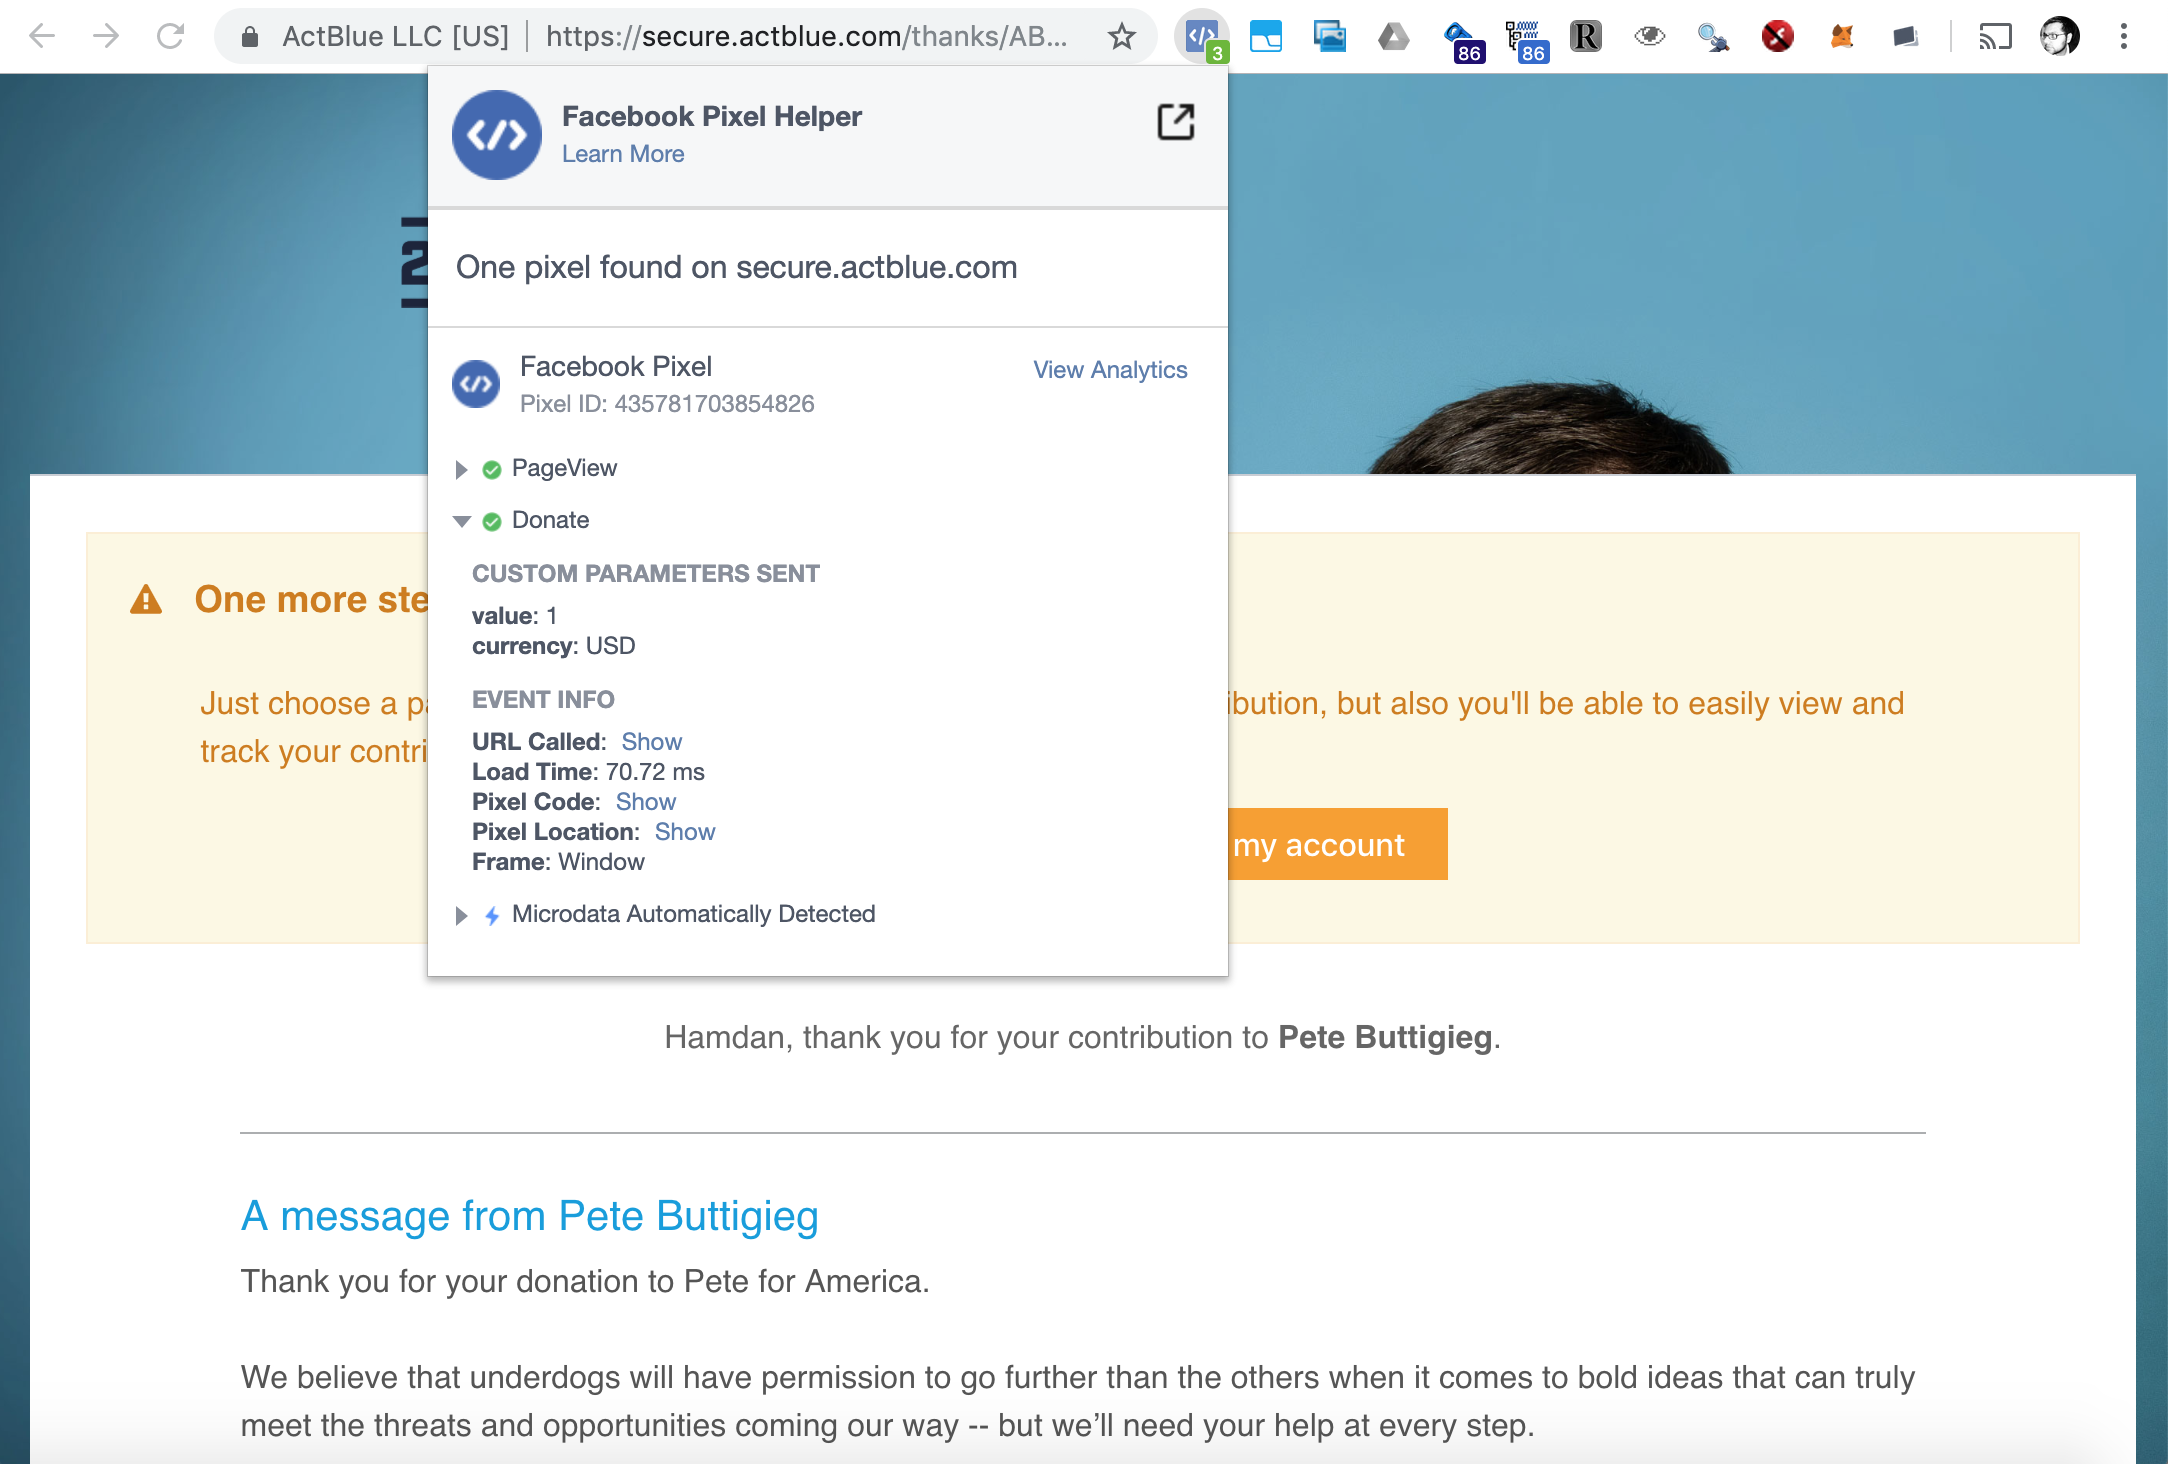 ActBlue LLC [US] | https://secure.actblue.com/thanks/AB...
3
86
86
R
Facebook Pixel Helper
Learn More
One pixel found on secure.actblue.com
Facebook Pixel
View Analytics
Pixel ID: 435781703854826
PageView
Donate
CUSTOM PARAMETERS SENT
value: 1
currency: USD
EVENT INFO
URL Called: Show
Load Time: 70.72 ms
Pixel Code: Show
Pixel Location: Show
Frame: Window
Microdata Automatically Detected
One more ste
Just choose a
ibution, but also you'll be able to easily view and
track your contri
my account
Hamdan, thank you for your contribution to Pete Buttigieg.
A message from Pete Buttigieg
Thank you for your donation to Pete for America.
We believe that underdogs will have permission to go further than the others when it comes to bold ideas that can truly
meet the threats and opportunities coming our way -- but we’ll need your help at every step.